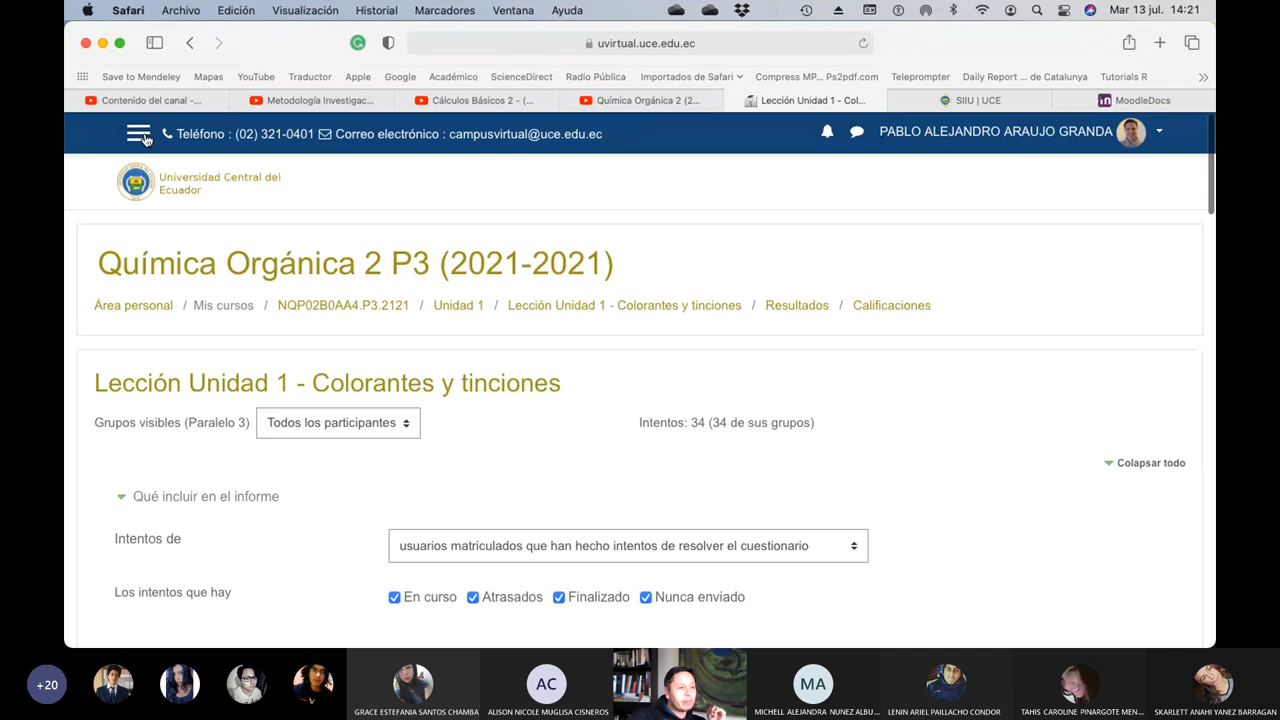 Safari Archivo Edición Visualización Historial Marcadores Ventana Ayuda Mar 13 jul. 14:21
uvirtual.uce.edu.ec
Save to Mendeley Mapas YouTube Traductor Apple Google Académico ScienceDirect Radio Pública Importados de Safari Compress MP... Ps2pdf.com Teleprompter Daily Report ... de Catalunya Tutorials R
Contenido del canal -... Metodología Investigac... Cálculos Básicos 2 - (... Química Orgánica 2 (2... Lección Unidad 1 - Col... SIIU | UCE MoodleDocs
Teléfono : (02) 321-0401 Correo electrónico : campusvirtual@uce.edu.ec PABLO ALEJANDRO ARAUJO GRANDA
Universidad Central del
Ecuador
Química Orgánica 2 P3 (2021-2021)
Área personal / Mis cursos / NQP02B0AA4.P3.2121 / Unidad 1 / Lección Unidad 1 - Colorantes y tinciones / Resultados / Calificaciones
Lección Unidad 1 - Colorantes y tinciones
Grupos visibles (Paralelo 3) Todos los participantes Intentos: 34 (34 de sus grupos)
Colapsar todo
Qué incluir en el informe
Intentos de usuarios matriculados que han hecho intentos de resolver el cuestionario
Los intentos que hay En curso Atrasados Finalizado Nunca enviado
+20 AC MA
GRACE ESTEFANIA SANTOS CHAMBA ALISON NICOLE MUGLISA CISNEROS MICHELL ALEJANDRA NUNEZ ALBU... LENIN ARIEL PAILLACHO CONDOR TAHIS CAROLINE PINARGOTE MEN... SKARLETT ANAHI YANEZ BARRAGAN